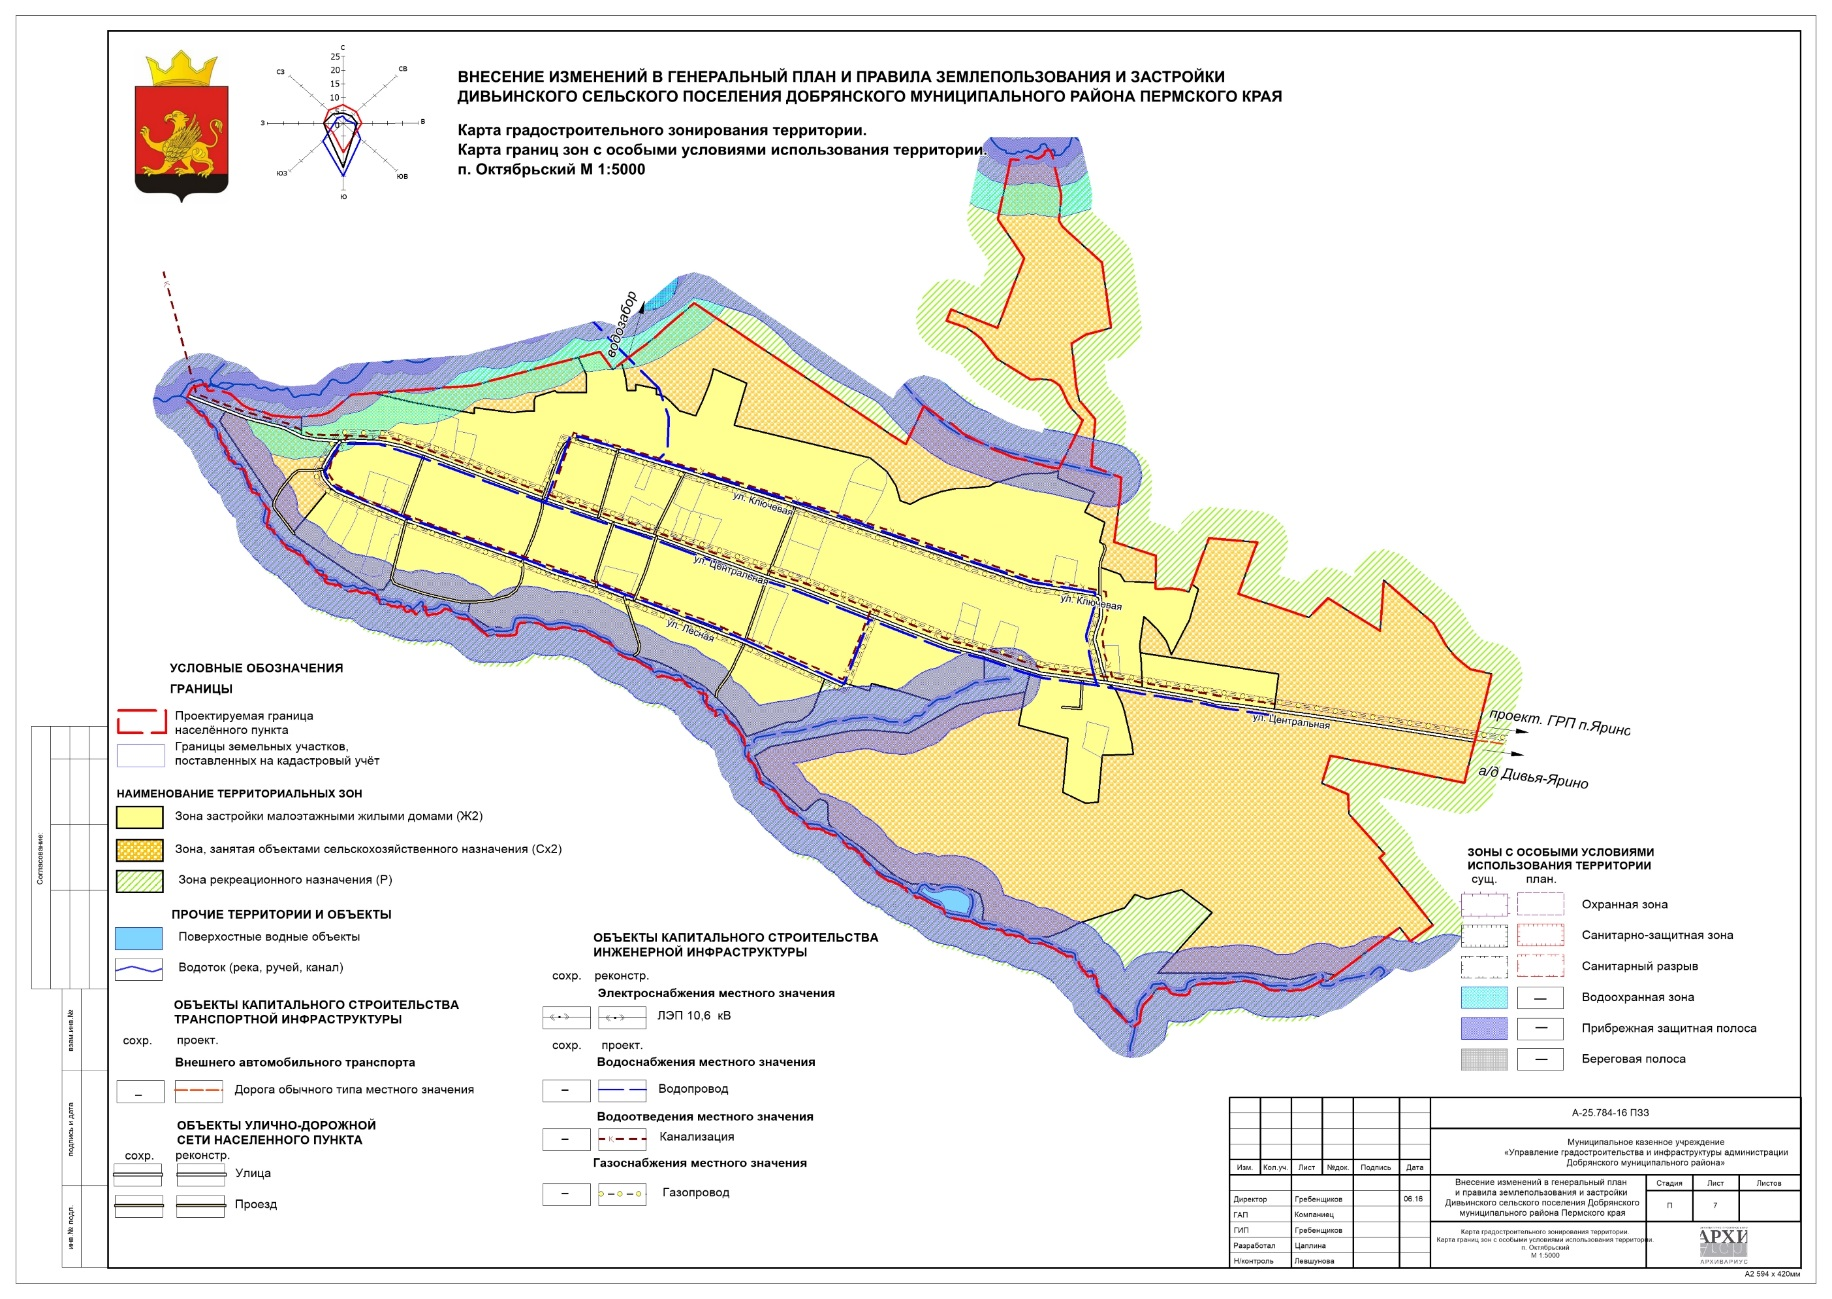 ВНЕСЕНИЕ ИЗМЕНЕНИЙ В ГЕНЕРАЛЬНЫЙ ПЛАН И ПРАВИЛА ЗЕМЛЕПОЛЬЗОВАНИЯ И ЗАСТРОЙКИ
ДИВЬИНСКОГО СЕЛЬСКОГО ПОСЕЛЕНИЯ ДОБРЯНСКОГО МУНИЦИПАЛЬНОГО РАЙОНА ПЕРМСКОГО КРАЯ
Карта градостроительного зонирования территории.
Карта границ зон с особыми условиями использования территории.
п. Октябрьский М 1:5000
С
25
20
15
10
5
0
СЗ
СВ
З
В
ЮЗ
ЮВ
Ю
водозабор
ул. Ключевая
ул. Центральная
ул. Ключевая
ул. Лесная
ул. Центральная
проект. ГРП п.Ярино
а/д Дивья-Ярино
УСЛОВНЫЕ ОБОЗНАЧЕНИЯ
ГРАНИЦЫ
Проектируемая граница
населённого пункта
Границы земельных участков,
поставленных на кадастровый учёт
НАИМЕНОВАНИЕ ТЕРРИТОРИАЛЬНЫХ ЗОН
Зона застройки малоэтажными жилыми домами (Ж2)
Зона, занятая объектами сельскохозяйственного назначения (Сх2)
Зона рекреационного назначения (Р)
ПРОЧИЕ ТЕРРИТОРИИ И ОБЪЕКТЫ
Поверхостные водные объекты
Водоток (река, ручей, канал)
ОБЪЕКТЫ КАПИТАЛЬНОГО СТРОИТЕЛЬСТВА
ТРАНСПОРТНОЙ ИНФРАСТРУКТУРЫ
сохр. проект.
Внешнего автомобильного транспорта
Дорога обычного типа местного значения
ОБЪЕКТЫ УЛИЧНО-ДОРОЖНОЙ
СЕТИ НАСЕЛЕННОГО ПУНКТА
сохр. реконстр.
Улица
Проезд
ОБЪЕКТЫ КАПИТАЛЬНОГО СТРОИТЕЛЬСТВА
ИНЖЕНЕРНОЙ ИНФРАСТРУКТУРЫ
сохр. реконстр.
Электроснабжения местного значения
ЛЭП 10,6 кВ
сохр. проект.
Водоснабжения местного значения
Водопровод
Водоотведения местного значения
К
Канализация
Газоснабжения местного значения
Газопровод
ЗОНЫ С ОСОБЫМИ УСЛОВИЯМИ
ИСПОЛЬЗОВАНИЯ ТЕРРИТОРИИ
сущ. план.
Охранная зона
Санитарно-защитная зона
Санитарный разрыв
Водоохранная зона
Прибрежная защитная полоса
Береговая полоса
Согласование:
взам.инв.№
подпись и дата
инв.№ подл.
А-25.784-16 ПЗЗ
Муниципальное казенное учреждение
«Управление градостроительства и инфраструктуры администрации
Добрянского муниципального района»
Изм. Кол.уч. Лист №док. Подпись Дата
Директор Гребенщиков 06.16
ГАП Компаниец
ГИП Гребенщиков
Разработал Цаплина
Н/контроль Левшунова
Внесение изменений в генеральный план
и правила землепользования и застройки
Дивьинского сельского поселения Добрянского
муниципального района Пермского края
Стадия Лист Листов
П 7
Карта градостроительного зонирования территории.
Карта границ зон с особыми условиями использования территории.
п. Октябрьский
М 1:5000
АРХИ
АРХИВАРИУС
А2 594 х 420мм